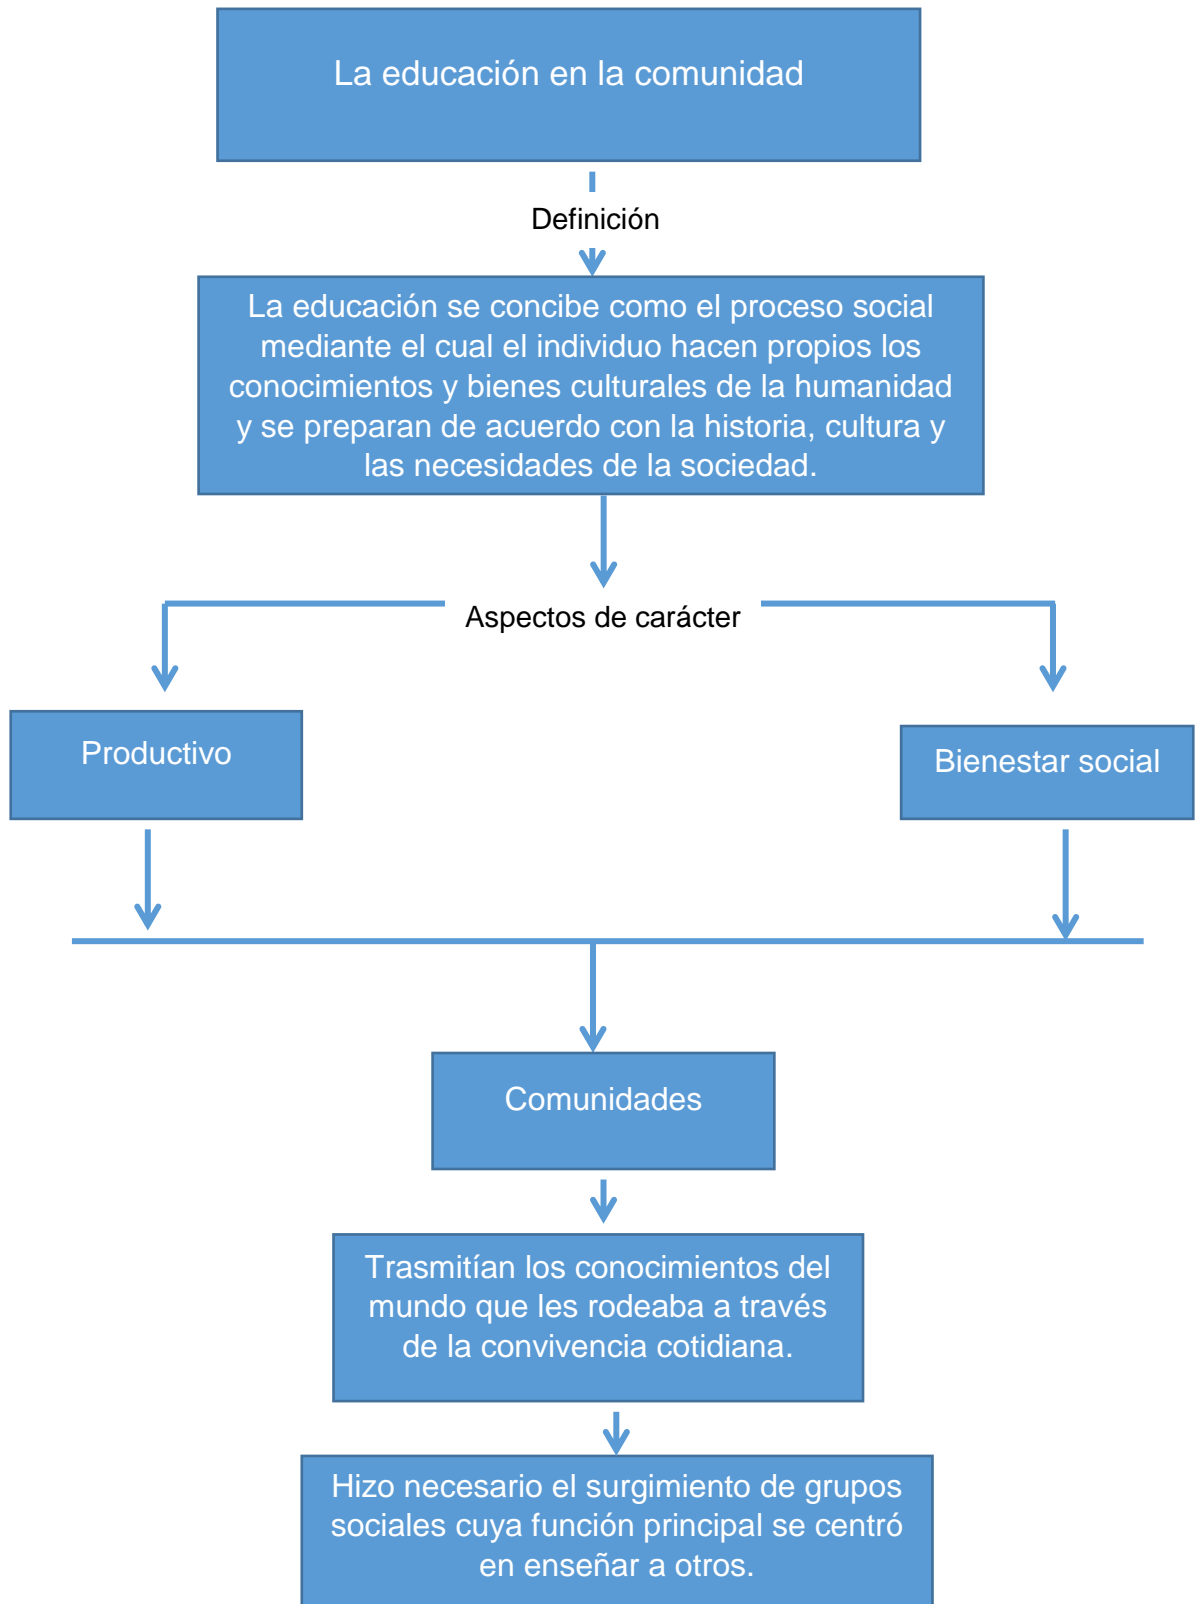 La educación en la comunidad
Definición
La educación se concibe como el proceso social
mediante el cual el individuo hacen propios los
conocimientos y bienes culturales de la humanidad
y se preparan de acuerdo con la historia, cultura y
las necesidades de la sociedad.
Aspectos de carácter
Productivo
Bienestar social
Comunidades
Trasmitían los conocimientos del
mundo que les rodeaba a través
de la convivencia cotidiana.
Hizo necesario el surgimiento de grupos
sociales cuya función principal se centró
en enseñar a otros.